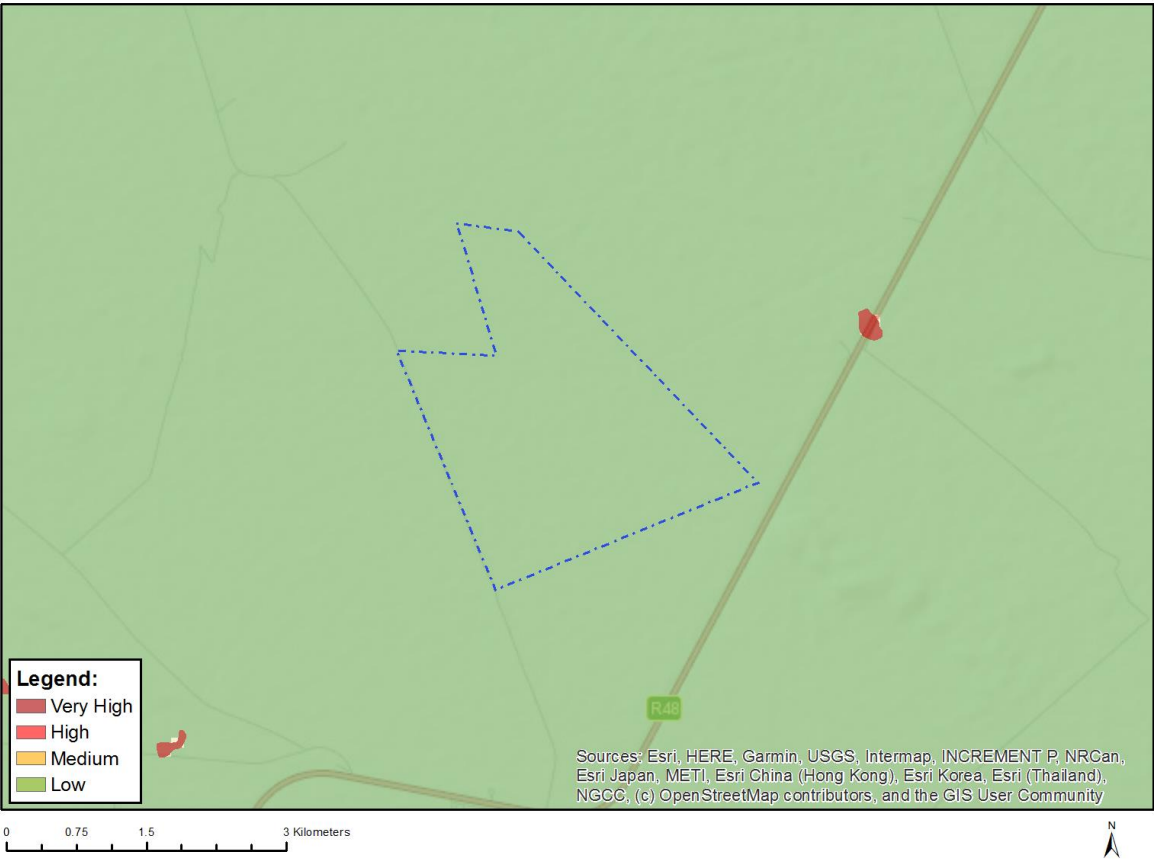 R48
Legend:
Very High
High
Medium
Low
Sources: Esri, HERE, Garmin, USGS, Intermap, INCREMENT P, NRCan,
Esri Japan, METI, Esri China (Hong Kong), Esri Korea, Esri (Thailand),
NGCC, (c) OpenStreetMap contributors, and the GIS User Community
0 0.75 1.5 3 Kilometers
N